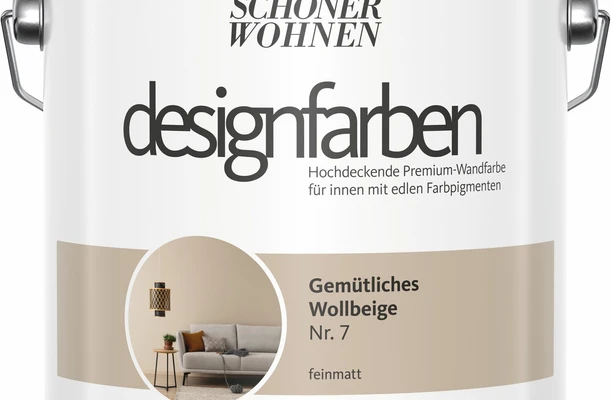 SCHÖNER
WOHNEN
designfarben
Hochdeckende Premium-Wandfarbe
für innen mit edlen Farbpigmenten
Gemütliches
Wollbeige
Nr. 7
feinmatt